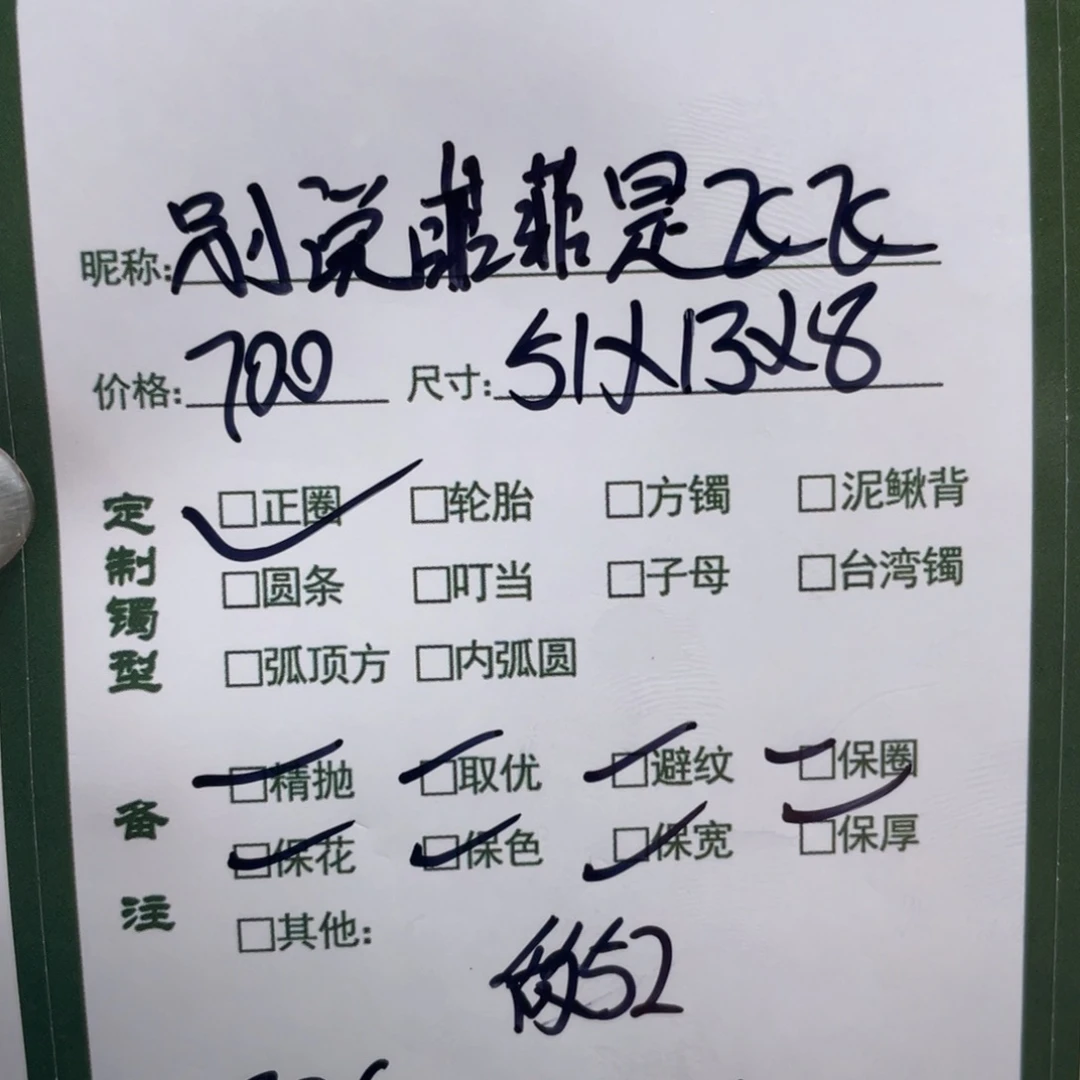 昵称:别说菲是飞飞
价格:700 尺寸:51X13X8
定制镯型
□正圈 □轮胎 □方镯 □泥鳅背
□圆条 □叮当 □子母 □台湾镯
□弧顶方 □内弧圆
备注
□精抛 □取优 □避纹 □保圈
□保花 □保色 □保宽 □保厚
□其他:
做52